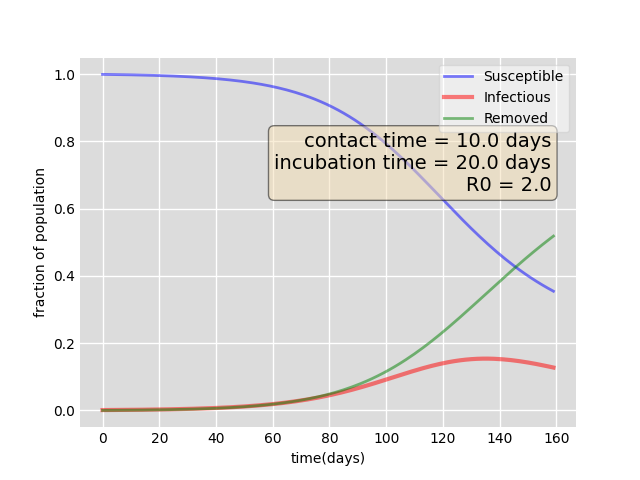 Susceptible
Infectious
Removed
contact time = 10.0 days
incubation time = 20.0 days
R0 = 2.0
fraction of population
1.0
0.8
0.6
0.4
0.2
0.0
0 20 40 60 80 100 120 140 160
time(days)